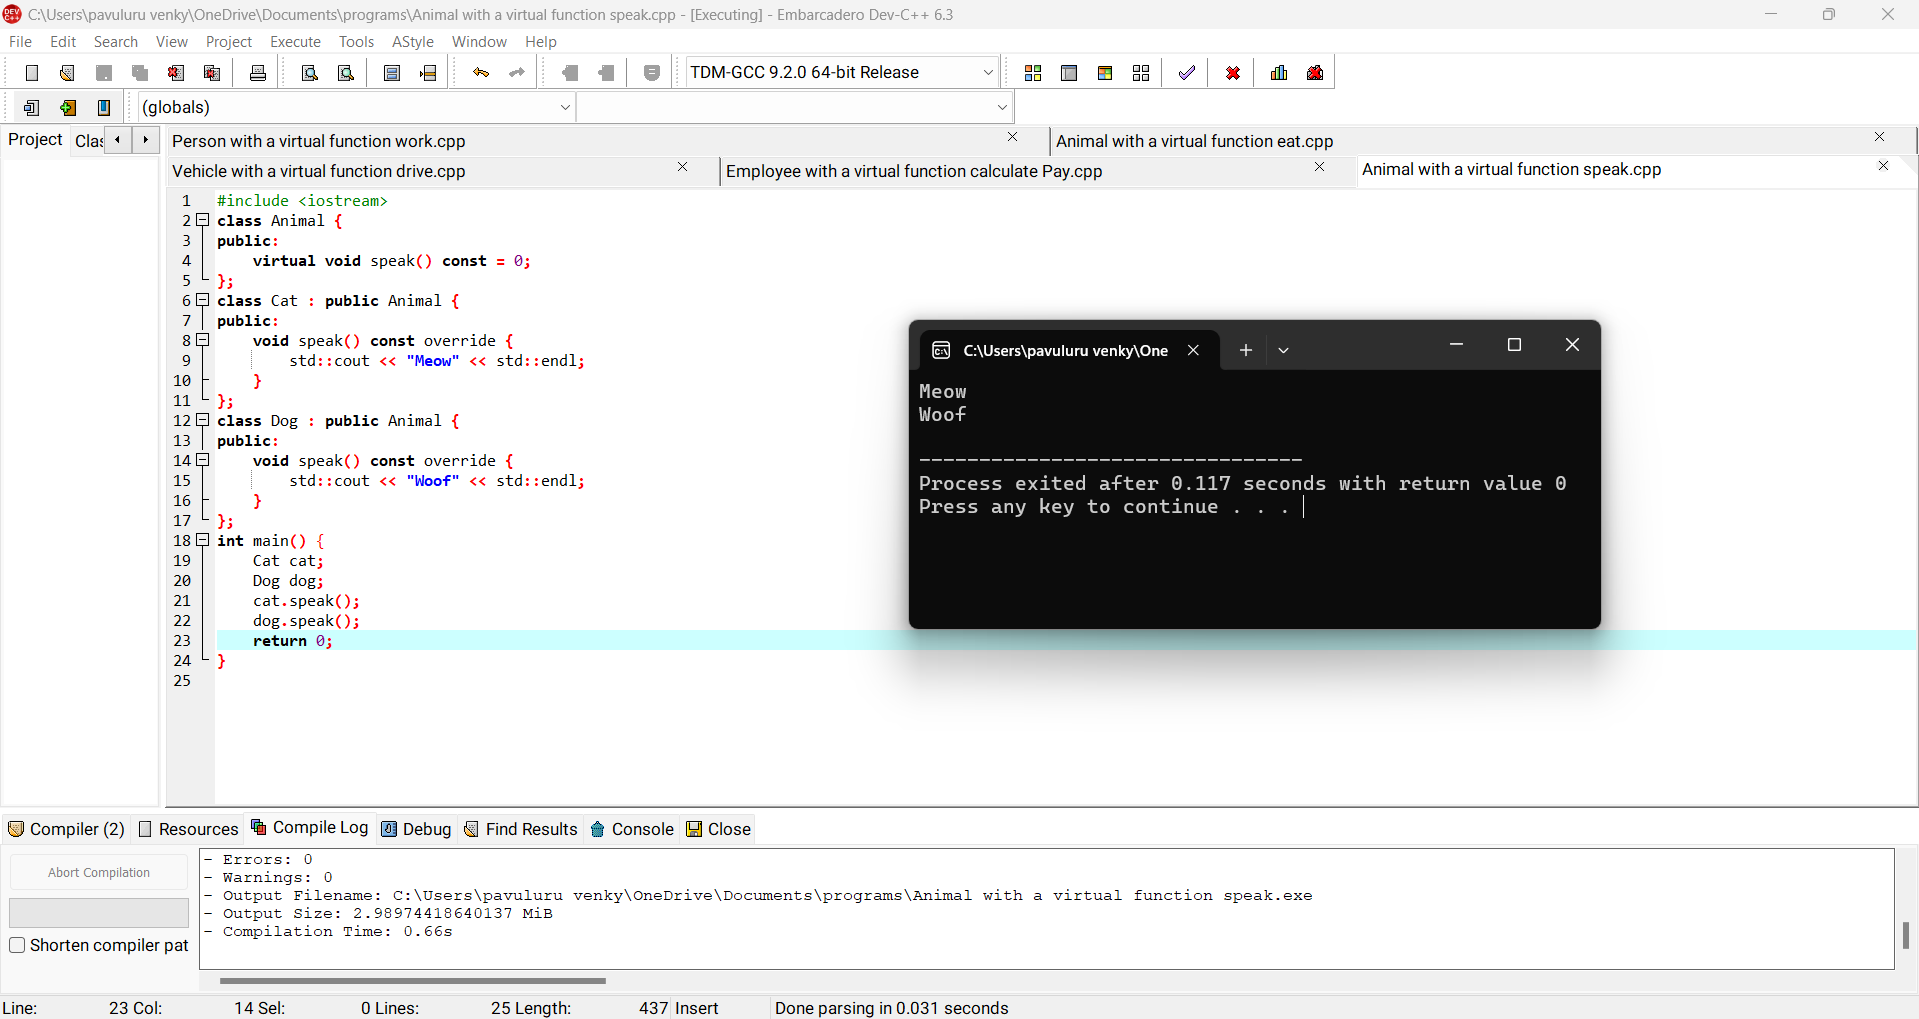 C:\Users\pavuluru venky\OneDrive\Documents\programs\Animal with a virtual function speak.cpp - [Executing] - Embarcadero Dev-C++ 6.3
File Edit Search View Project Execute Tools AStyle Window Help
TDM-GCC 9.2.0 64-bit Release
(globals)
Project Clas
Person with a virtual function work.cpp Animal with a virtual function eat.cpp
Vehicle with a virtual function drive.cpp Employee with a virtual function calculate Pay.cpp Animal with a virtual function speak.cpp
1 #include <iostream>
2 class Animal {
3 public:
4 virtual void speak() const = 0;
5 };
6 class Cat : public Animal {
7 public:
8 void speak() const override {
9 std::cout << "Meow" << std::endl;
10 }
11 };
12 class Dog : public Animal {
13 public:
14 void speak() const override {
15 std::cout << "Woof" << std::endl;
16 }
17 };
18 int main() {
19 Cat cat;
20 Dog dog;
21 cat.speak();
22 dog.speak();
23 return 0;
24 }
25
C:\Users\pavuluru venky\One
Meow
Woof
--------------------------------
Process exited after 0.117 seconds with return value 0
Press any key to continue . . .
Compiler (2) Resources Compile Log Debug Find Results Console Close
Abort Compilation
Shorten compiler pat
- Errors: 0
- Warnings: 0
- Output Filename: C:\Users\pavuluru venky\OneDrive\Documents\programs\Animal with a virtual function speak.exe
- Output Size: 2.98974418640137 MiB
- Compilation Time: 0.66s
Line: 23 Col: 14 Sel: 0 Lines: 25 Length: 437 Insert Done parsing in 0.031 seconds